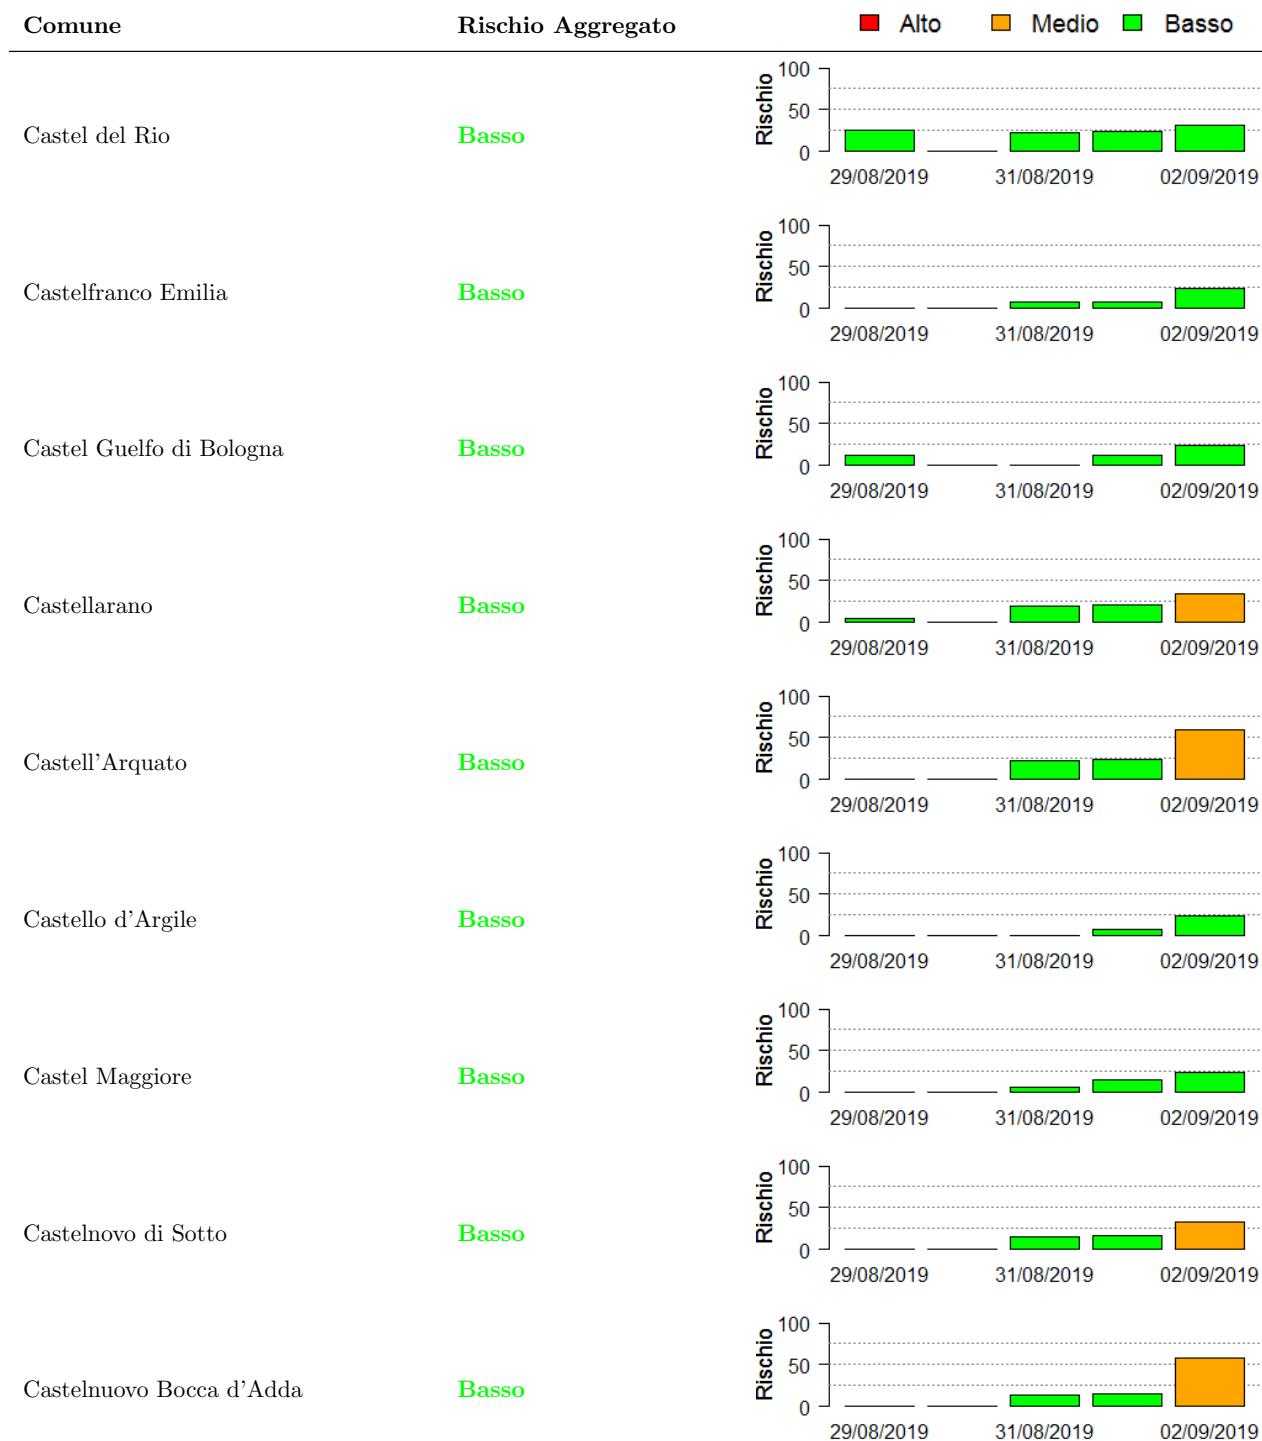 Comune Rischio Aggregato Alto Medio Basso
Castel del Rio Basso
Rischio
100
50
0
29/08/2019 31/08/2019 02/09/2019
Castelfranco Emilia Basso
Rischio
100
50
0
29/08/2019 31/08/2019 02/09/2019
Castel Guelfo di Bologna Basso
Rischio
100
50
0
29/08/2019 31/08/2019 02/09/2019
Castellarano Basso
Rischio
100
50
0
29/08/2019 31/08/2019 02/09/2019
Castell'Arquato Basso
Rischio
100
50
0
29/08/2019 31/08/2019 02/09/2019
Castello d'Argile Basso
Rischio
100
50
0
29/08/2019 31/08/2019 02/09/2019
Castel Maggiore Basso
Rischio
100
50
0
29/08/2019 31/08/2019 02/09/2019
Castelnovo di Sotto Basso
Rischio
100
50
0
29/08/2019 31/08/2019 02/09/2019
Castelnuovo Bocca d'Adda Basso
Rischio
100
50
0
29/08/2019 31/08/2019 02/09/2019